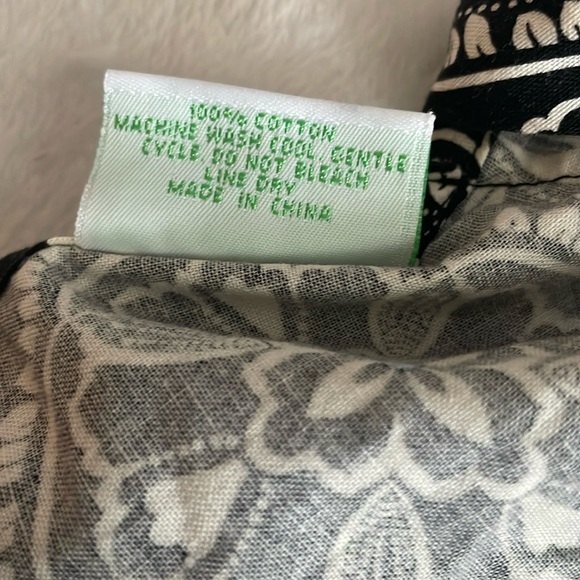 100% COTTON
MACHINE WASH COOL, GENTLE
CYCLE, DO NOT BLEACH
LINE DRY
MADE IN CHINA